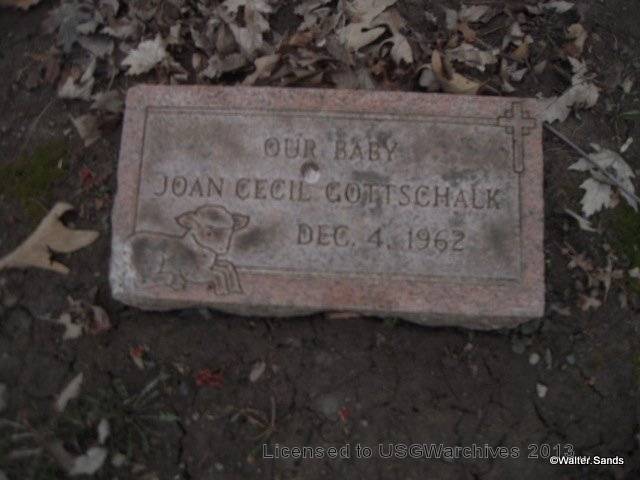 OUR BABY
JOAN CECIL GOTTSCHALK
DEC. 4, 1962
Licensed to USGWarchives 2013
©Walter.Sands